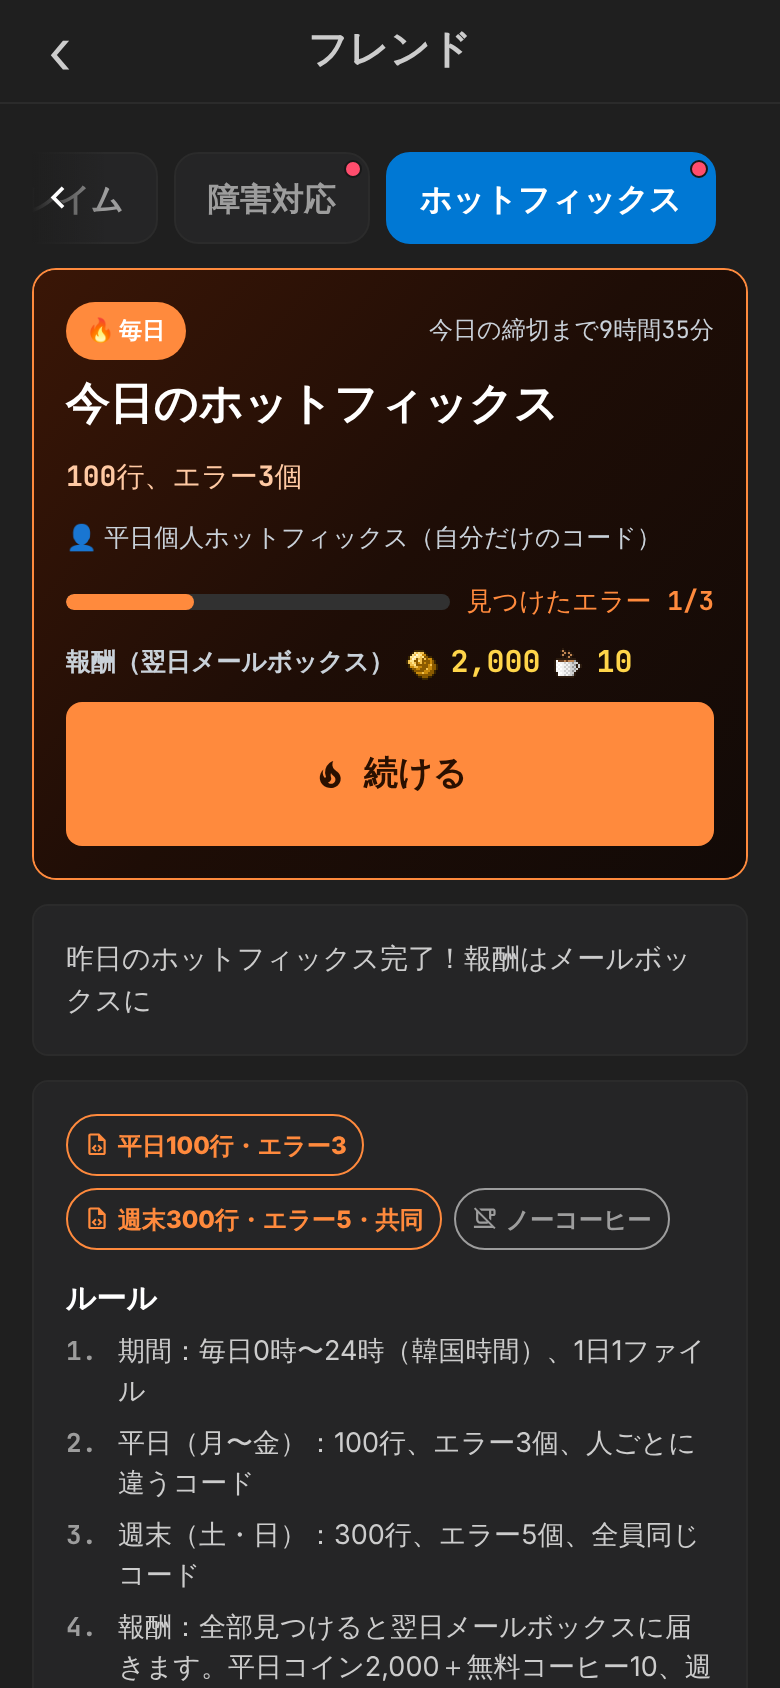 フレンド
イム
障害対応
ホットフィックス
🔥 毎日
今日の締切まで9時間35分
今日のホットフィックス
100行、エラー3個
👤 平日個人ホットフィックス（自分だけのコード）
見つけたエラー 1/3
報酬（翌日メールボックス） 2,000 10
続ける
昨日のホットフィックス完了！報酬はメールボッ
クスに
平日100行・エラー3
週末300行・エラー5・共同
ノーコーヒー
ルール
1. 期間：毎日0時〜24時（韓国時間）、1日1ファイ
ル
2. 平日（月〜金）：100行、エラー3個、人ごとに
違うコード
3. 週末（土・日）：300行、エラー5個、全員同じ
コード
4. 報酬：全部見つけると翌日メールボックスに届
きます。平日コイン2,000＋無料コーヒー10、週